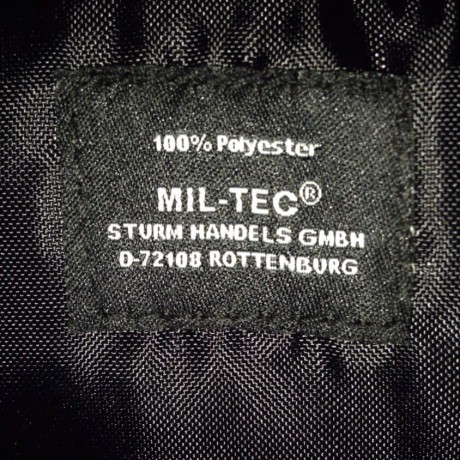 100% Polyester
MIL-TEC®
STURM HANDELS GMBH
D-72108 ROTTENBURG